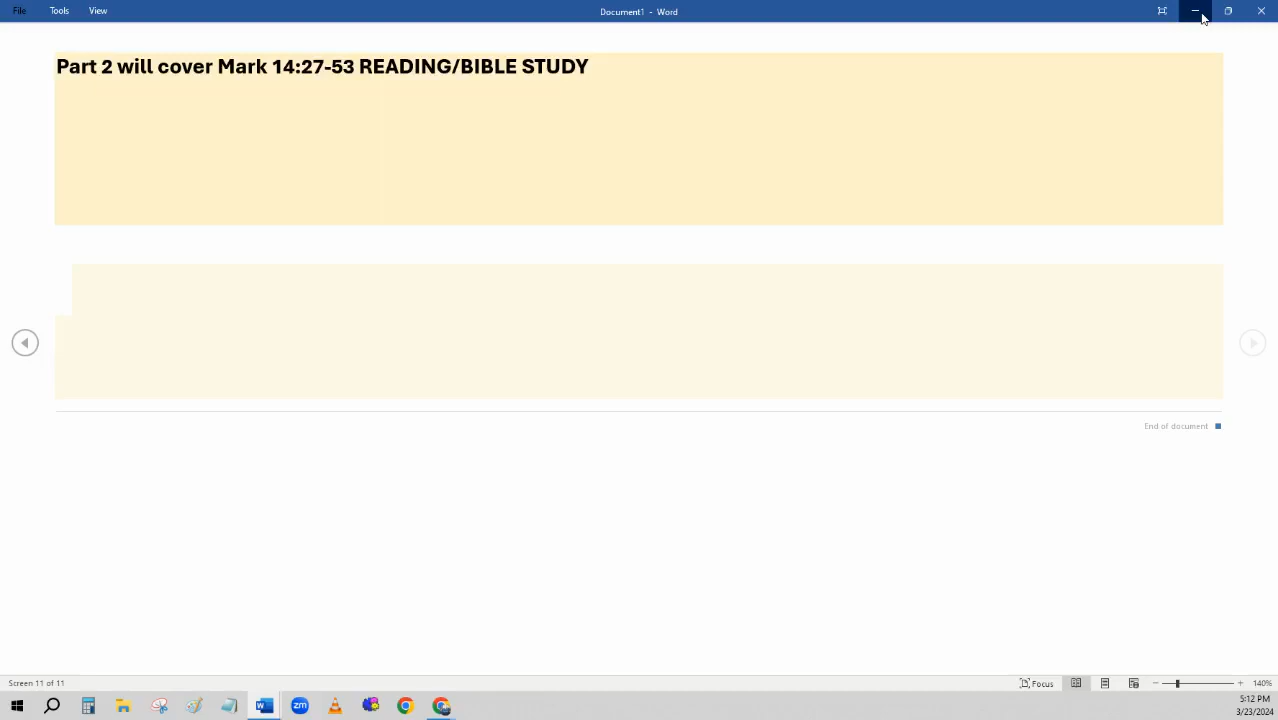 File Tools View Document1 - Word
Part 2 will cover Mark 14:27-53 READING/BIBLE STUDY
End of document
Screen 11 of 11 Focus 140%
W zm
5:12 PM
3/23/2024